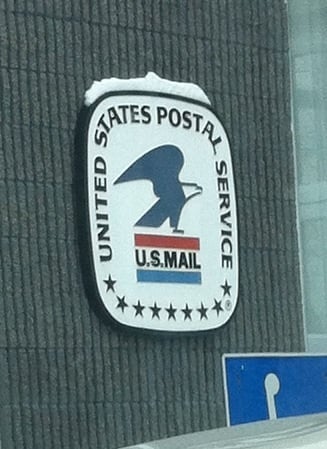 UNITED STATES POSTAL SERVICE
®
U.S.MAIL